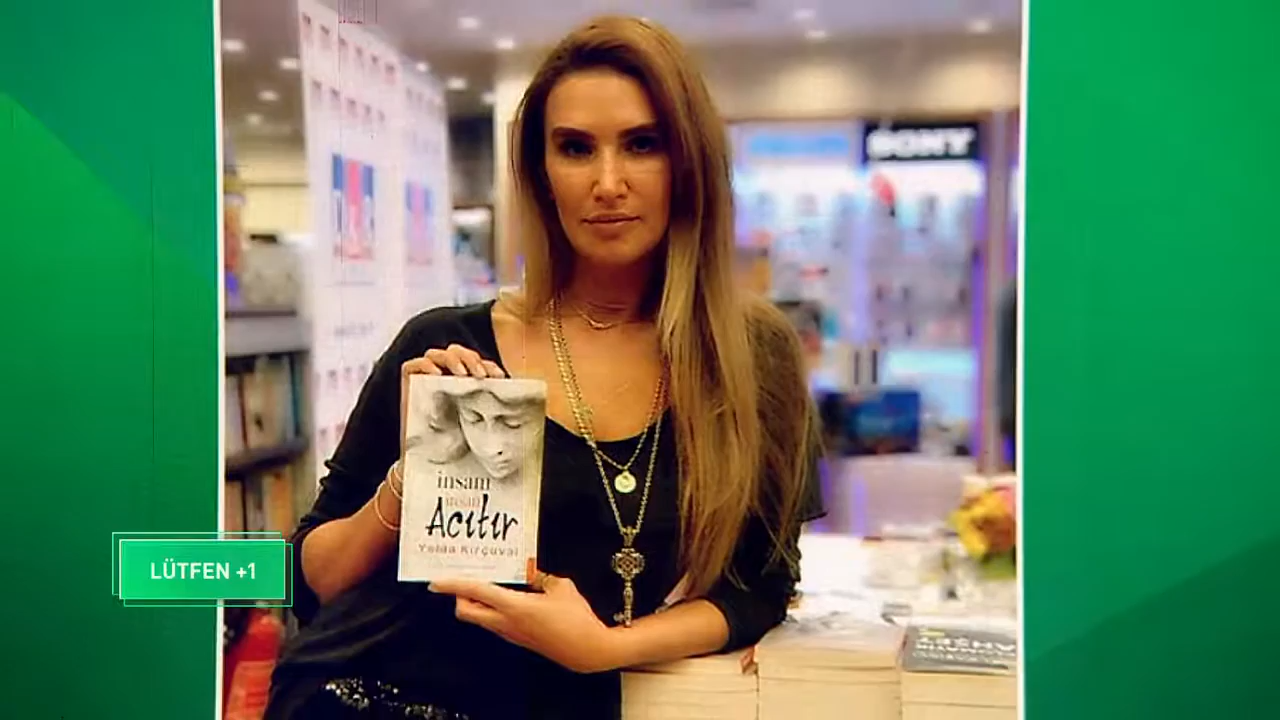 SONY
insanı
insan
Acıtır
Yelda Kırçuval
LÜTFEN +1